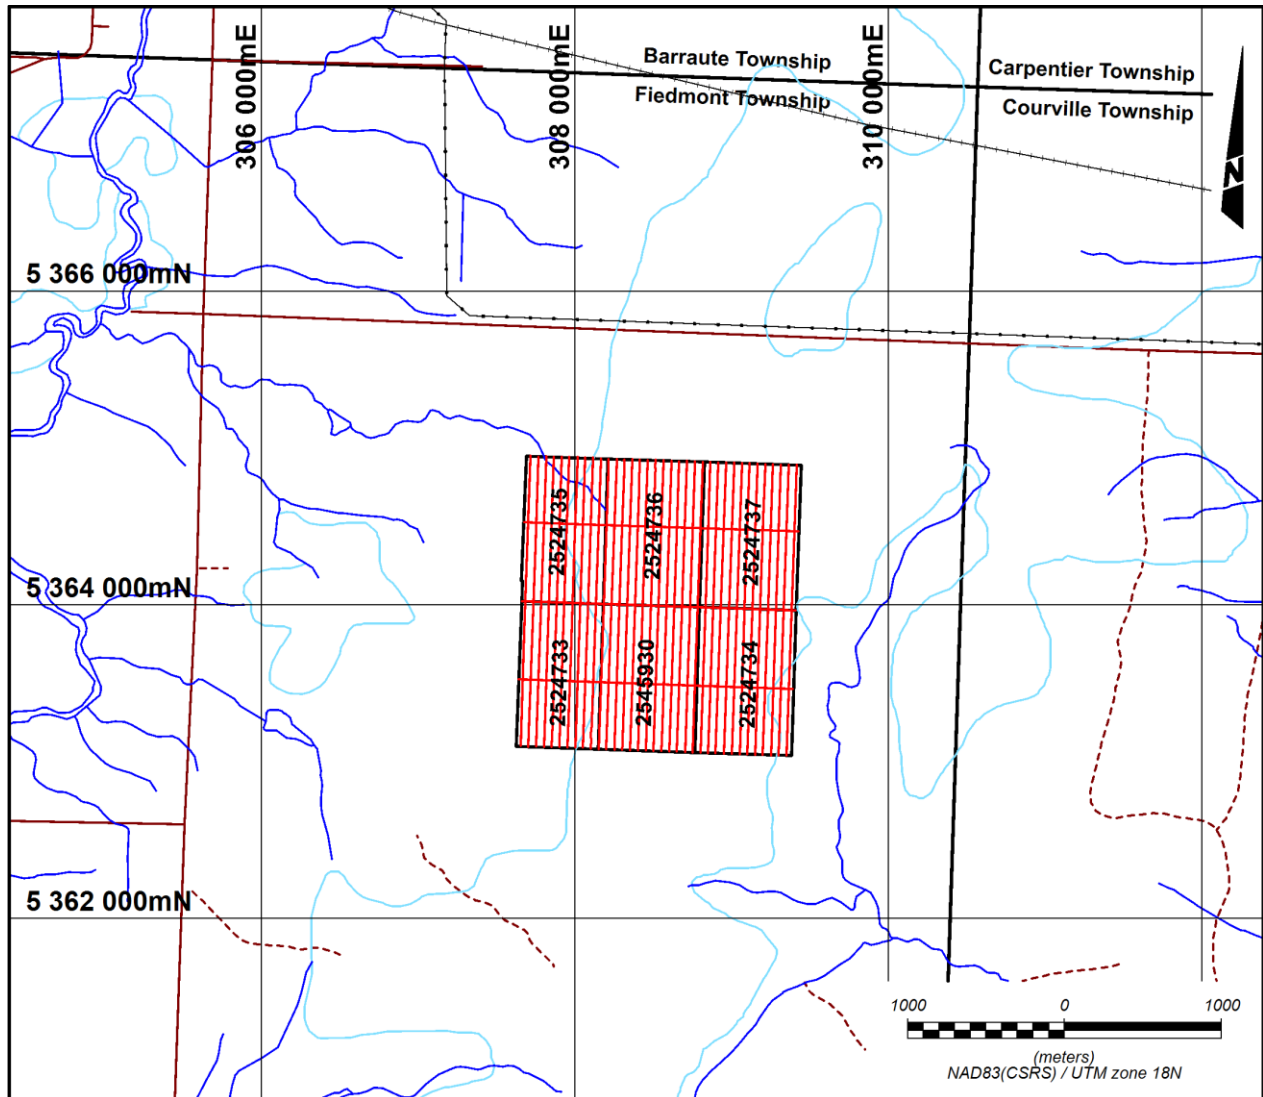 306 000mE
308 000mE
310 000mE
Barraute Township
Fiedmont Township
Carpentier Township
Courville Township
N
5 366 000mN
2524735
2524736
2524737
5 364 000mN
2524733
2545930
2524734
5 362 000mN
1000 0 1000
(meters)
NAD83(CSRS) / UTM zone 18N